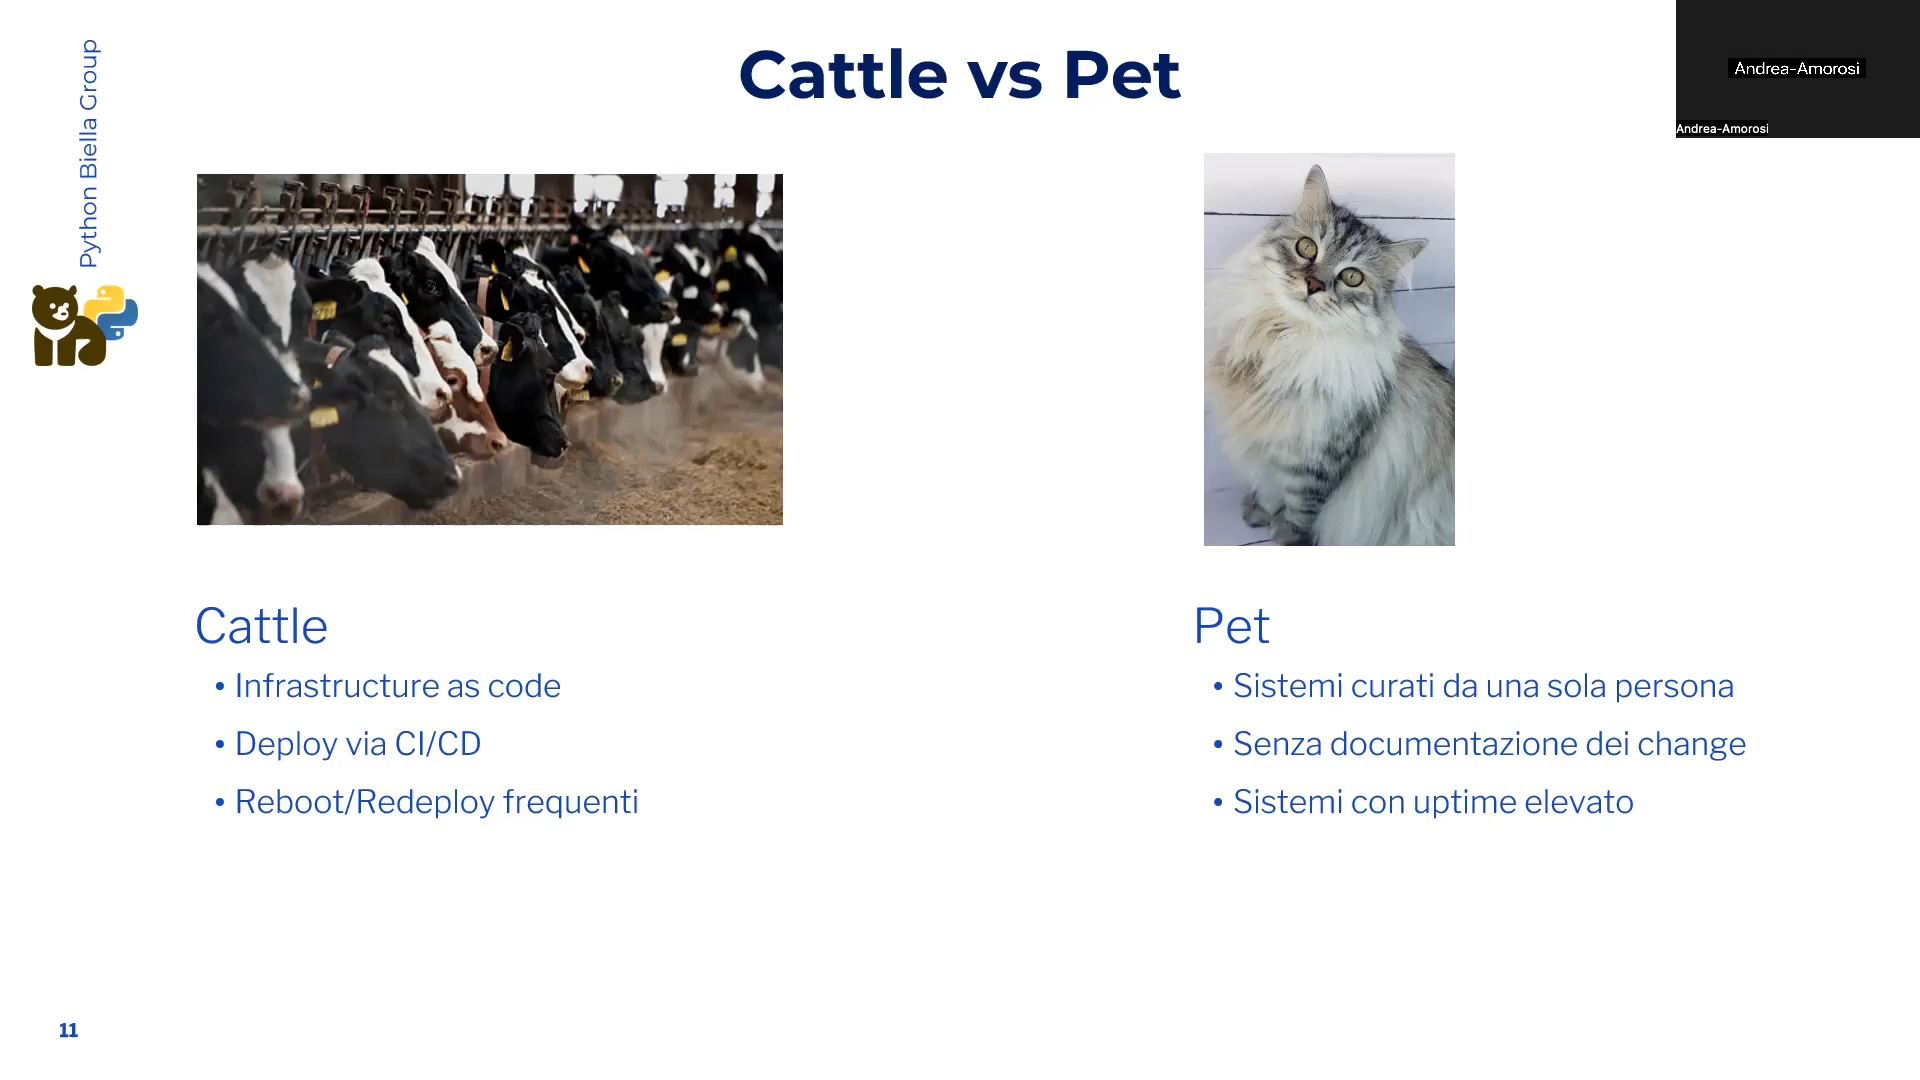 Python Biella Group
Cattle vs Pet
Andrea-Amorosi
Andrea-Amorosi
Cattle
• Infrastructure as code
• Deploy via CI/CD
• Reboot/Redeploy frequenti
Pet
• Sistemi curati da una sola persona
• Senza documentazione dei change
• Sistemi con uptime elevato
11